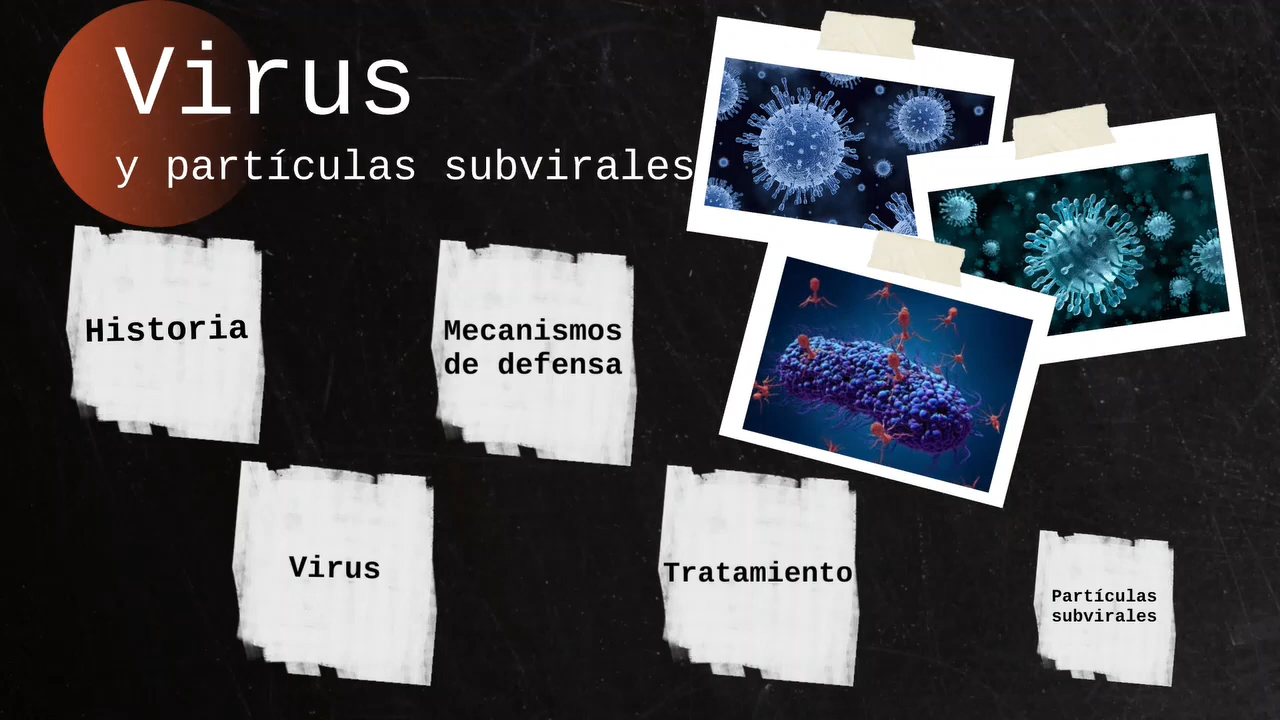 Virus
y partículas subvirales
Historia
Mecanismos
de defensa
Virus
Tratamiento
Partículas
subvirales